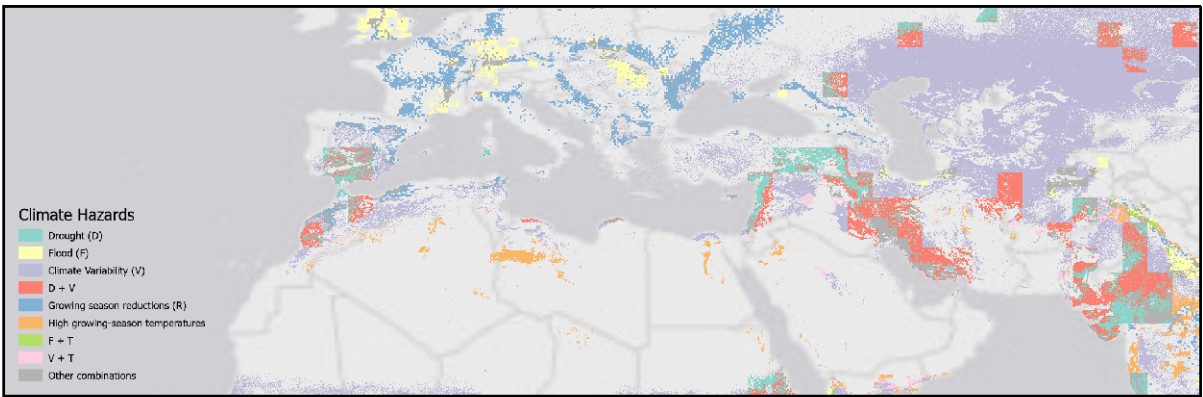 Climate Hazards
Drought (D)
Flood (F)
Climate Variability (V)
D + V
Growing season reductions (R)
High growing-season temperatures
F + T
V + T
Other combinations